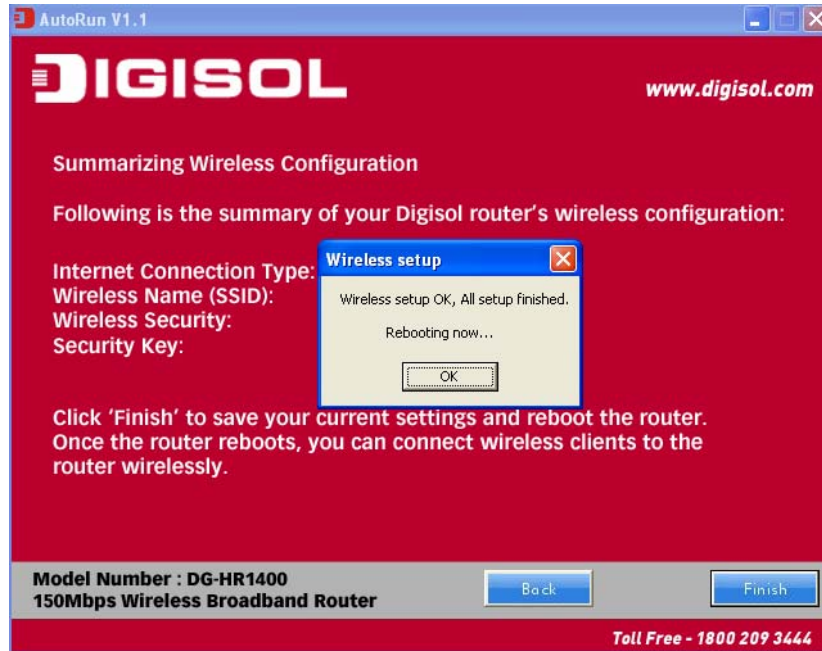 AutoRun V1.1
DIGISOL
www.digisol.com
Summarizing Wireless Configuration
Following is the summary of your Digisol router's wireless configuration:
Internet Connection Type:
Wireless Name (SSID):
Wireless Security:
Security Key:
Wireless setup
Wireless setup OK, All setup finished.
Rebooting now...
OK
Click 'Finish' to save your current settings and reboot the router.
Once the router reboots, you can connect wireless clients to the
router wirelessly.
Model Number : DG-HR1400
150Mbps Wireless Broadband Router
Back
Finish
Toll Free - 1800 209 3444